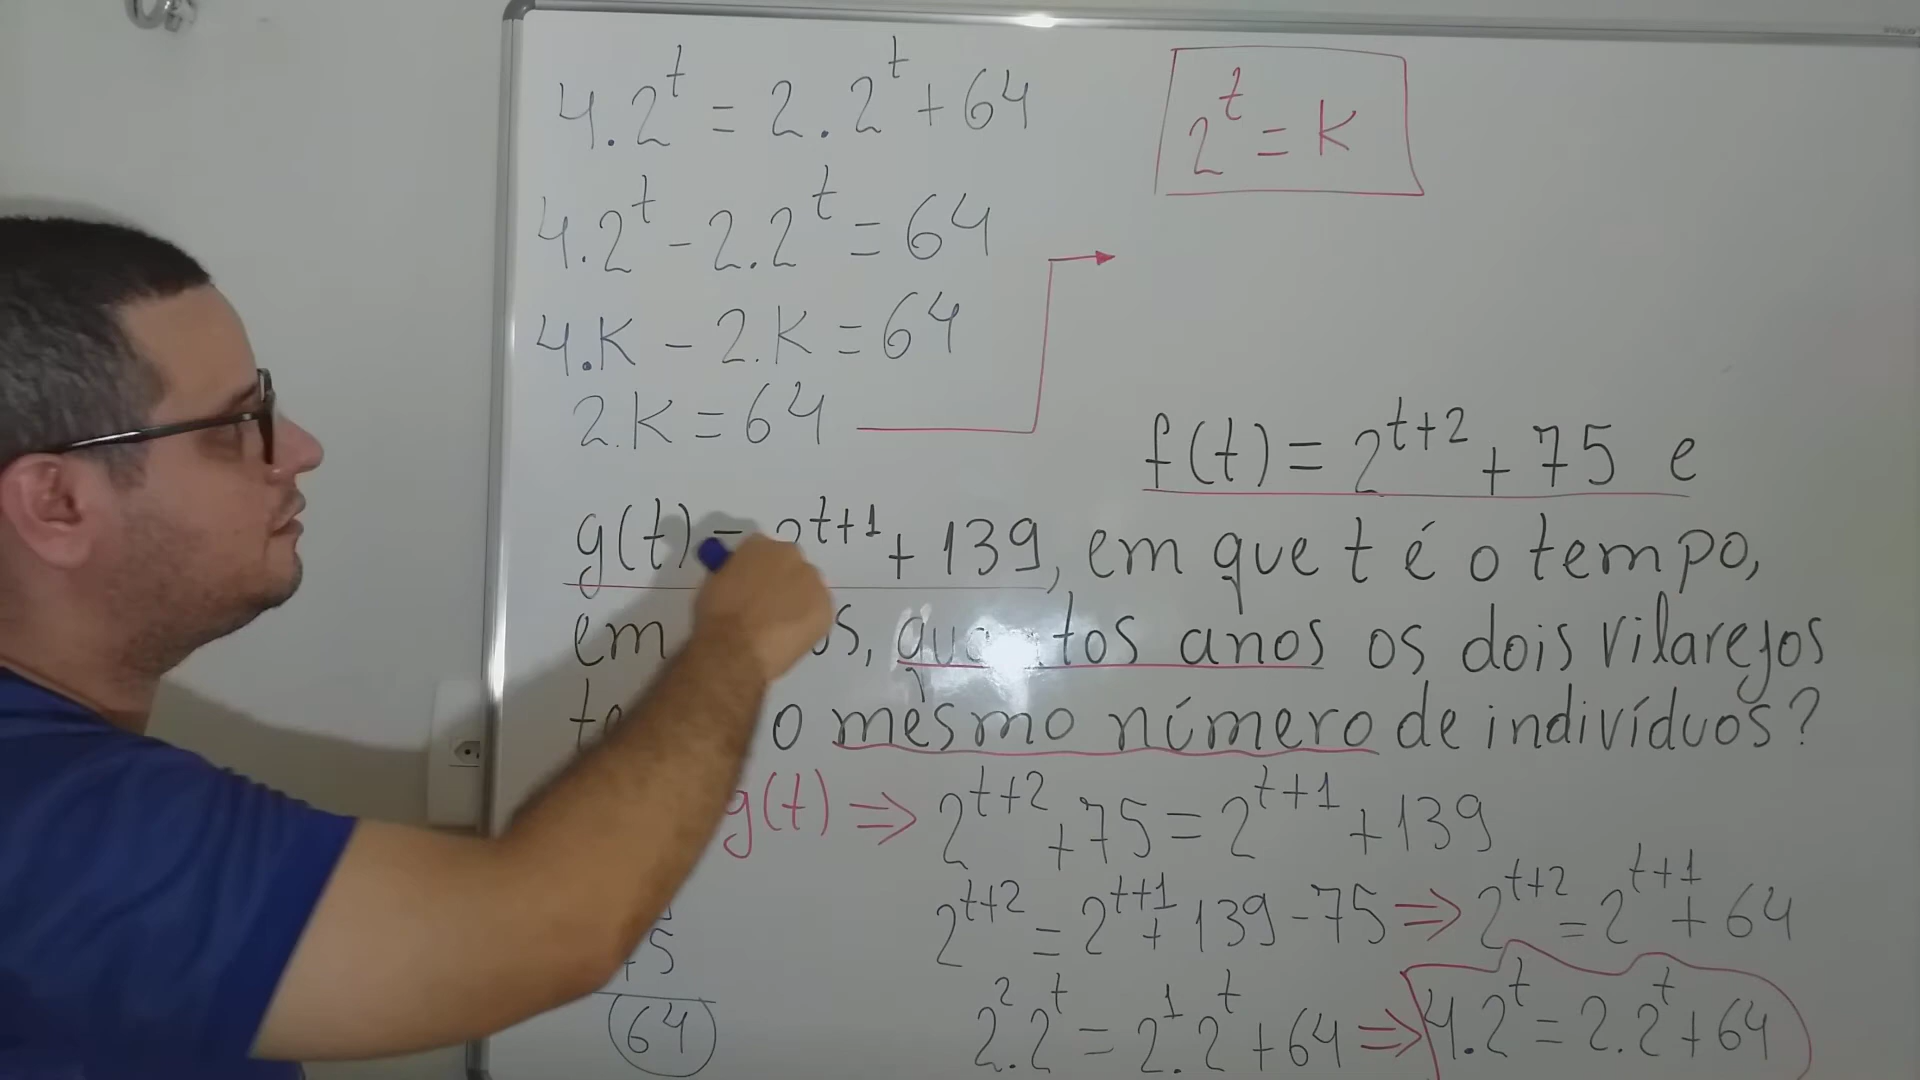 4.2^t = 2.2^t + 64
2^t = K
4.2^t - 2.2^t = 64
4.K - 2.K = 64
2.K = 64
f(t) = 2^{t+2} + 75 e
g(t) = 2^{t+1} + 139, em que t é o tempo,
em quantos anos os dois vilarejos
o mesmo número de indivíduos?
g(t) ⇒ 2^{t+2} + 75 = 2^{t+1} + 139
2^{t+2} = 2^{t+1} + 139 - 75 ⇒ 2^{t+2} = 2^{t+1} + 64
64
2^2.2^t = 2^1.2^t + 64 ⇒ 4.2^t = 2.2^t + 64